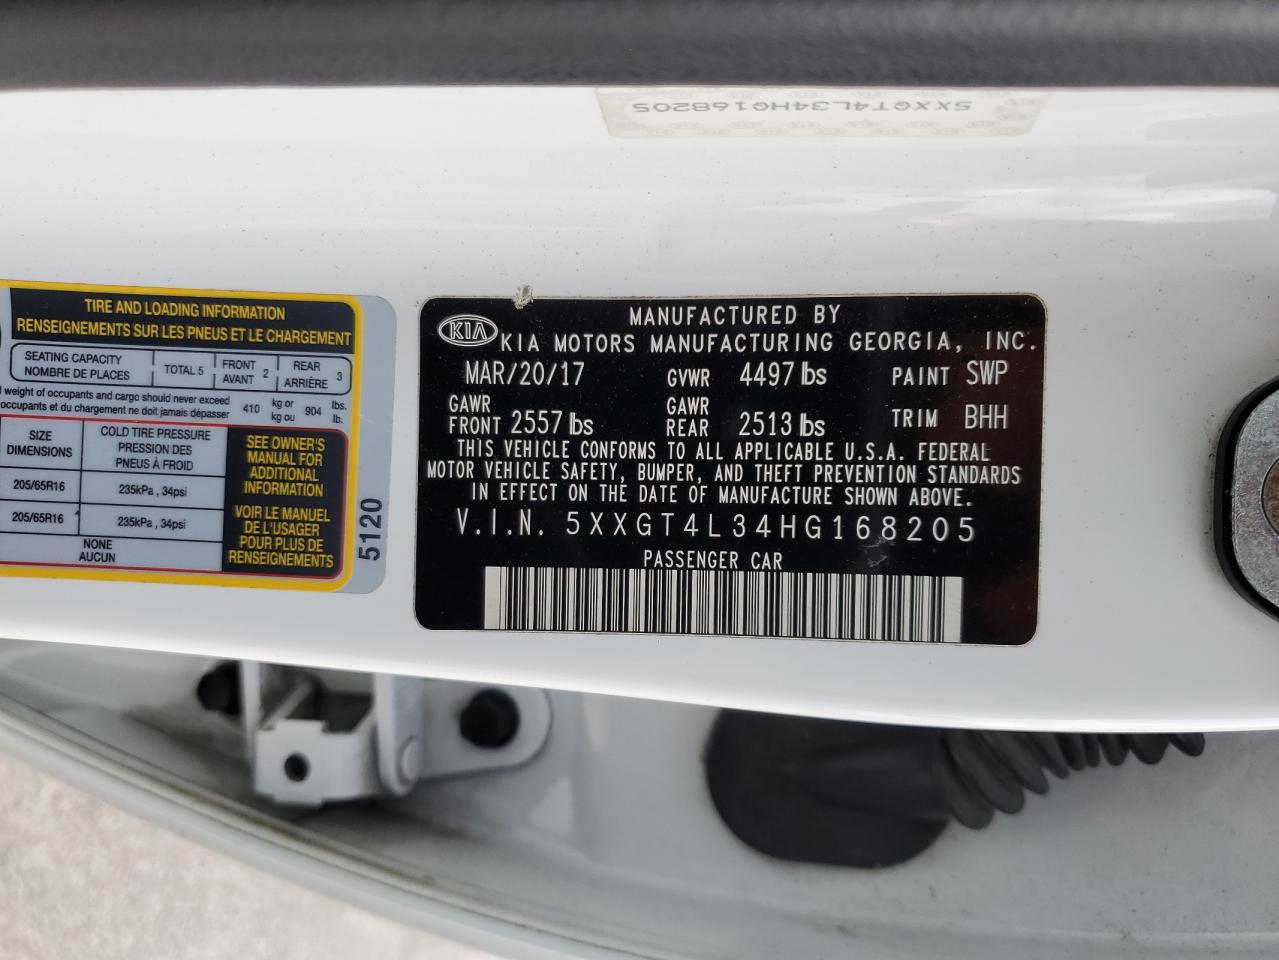 5XXGT4L34HG168205
TIRE AND LOADING INFORMATION
RENSEIGNEMENTS SUR LES PNEUS ET LE CHARGEMENT
SEATING CAPACITY
NOMBRE DE PLACES
TOTAL 5
FRONT
AVANT
2
REAR
ARRIÈRE
3
weight of occupants and cargo should never exceed
occupants et du chargement ne doit jamais dépasser
410
kg or
kg ou
904
lbs.
lb.
SIZE
DIMENSIONS
COLD TIRE PRESSURE
PRESSION DES
PNEUS À FROID
205/65R16
235kPa, 34psi
205/65R16
235kPa, 34psi
NONE
AUCUN
SEE OWNER'S
MANUAL FOR
ADDITIONAL
INFORMATION
VOIR LE MANUEL
DE L'USAGER
POUR PLUS DE
RENSEIGNEMENTS
5120
MANUFACTURED BY
KIA KIA MOTORS MANUFACTURING GEORGIA, INC.
MAR/20/17 GVWR 4497 lbs PAINT SWP
GAWR FRONT 2557 lbs GAWR REAR 2513 lbs TRIM BHH
THIS VEHICLE CONFORMS TO ALL APPLICABLE U.S.A. FEDERAL
MOTOR VEHICLE SAFETY, BUMPER, AND THEFT PREVENTION STANDARDS
IN EFFECT ON THE DATE OF MANUFACTURE SHOWN ABOVE.
V.I.N. 5XXGT4L34HG168205
PASSENGER CAR